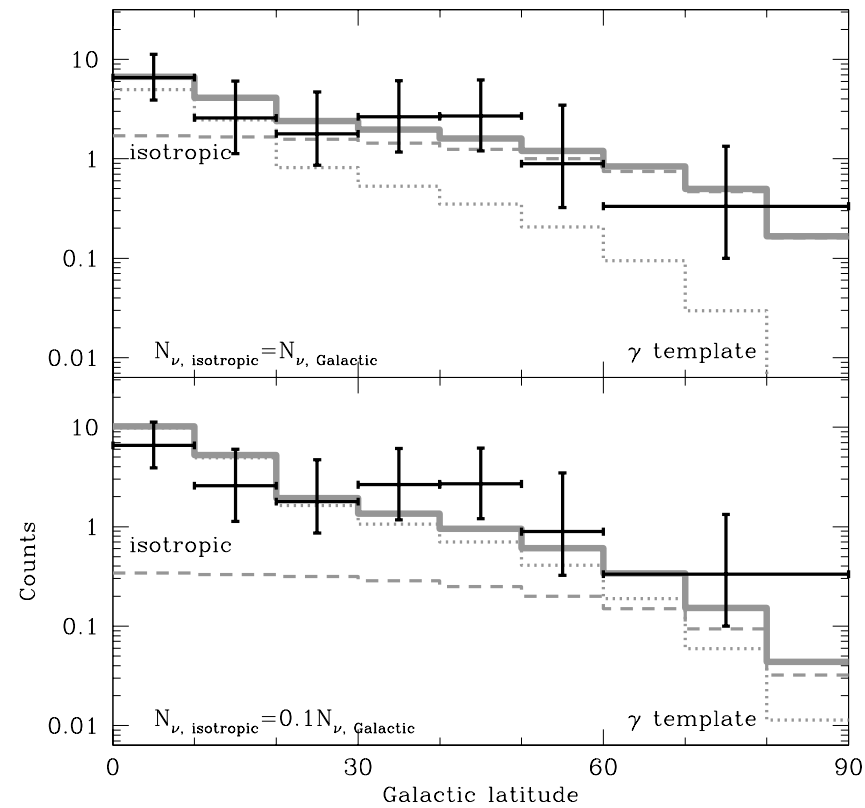 10
1
isotropic
0.1
N_ν, isotropic=N_ν, Galactic
γ template
0.01
10
1
isotropic
Counts
0.1
N_ν, isotropic=0.1N_ν, Galactic
γ template
0.01
0 30 60 90
Galactic latitude